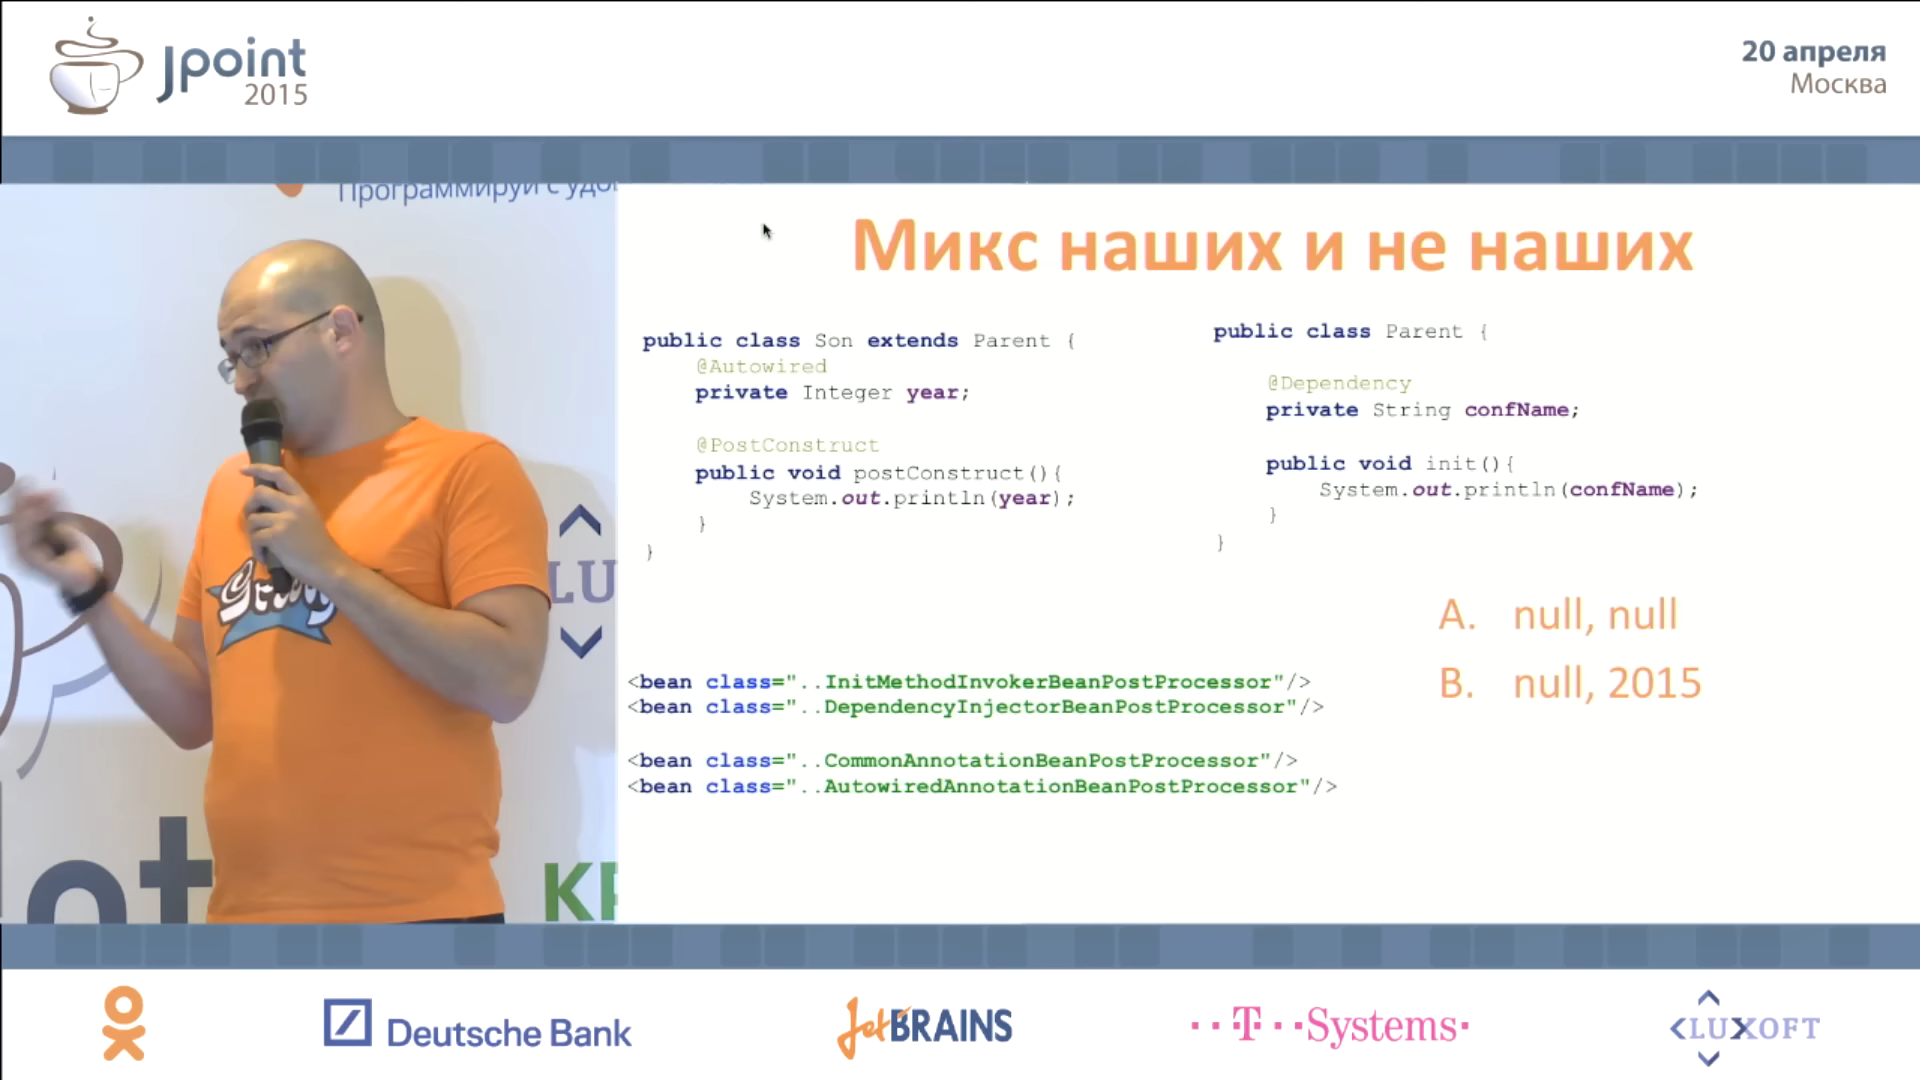 Jpoint
2015
20 апреля
Москва
Программируй с удо
Микс наших и не наших
public class Son extends Parent {
@Autowired
private Integer year;
@PostConstruct
public void postConstruct(){
System.out.println(year);
}
}
public class Parent {
@Dependency
private String confName;
public void init(){
System.out.println(confName);
}
}
A. null, null
B. null, 2015
<bean class="..InitMethodInvokerBeanPostProcessor"/>
<bean class="..DependencyInjectorBeanPostProcessor"/>
<bean class="..CommonAnnotationBeanPostProcessor"/>
<bean class="..AutowiredAnnotationBeanPostProcessor"/>
LU
ot
Deutsche Bank
JetBRAINS
··T··Systems·
LUXOFT